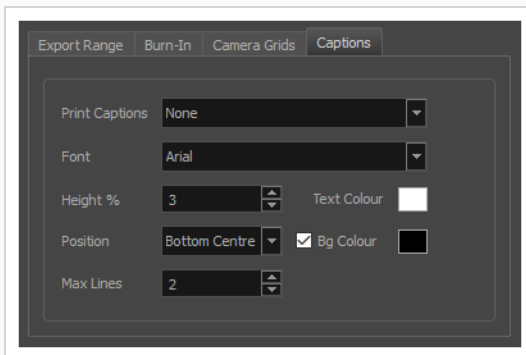 Export Range Burn-In Camera Grids Captions
Print Captions None
Font Arial
Height % 3 Text Colour
Position Bottom Centre Bg Colour
Max Lines 2